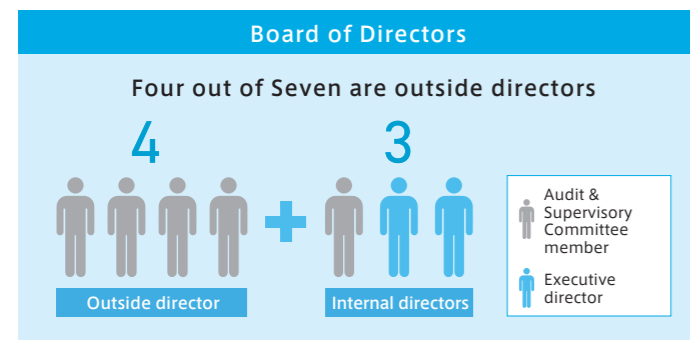 Board of Directors
Four out of Seven are outside directors
4
3
Outside director
Internal directors
Audit &
Supervisory
Committee
member
Executive
director